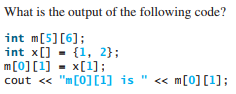 What is the output of the following code?
int m[5][6];
int x[] = {1, 2};
m[0][1] = x[1];
cout << "m[0][1] is " << m[0][1];